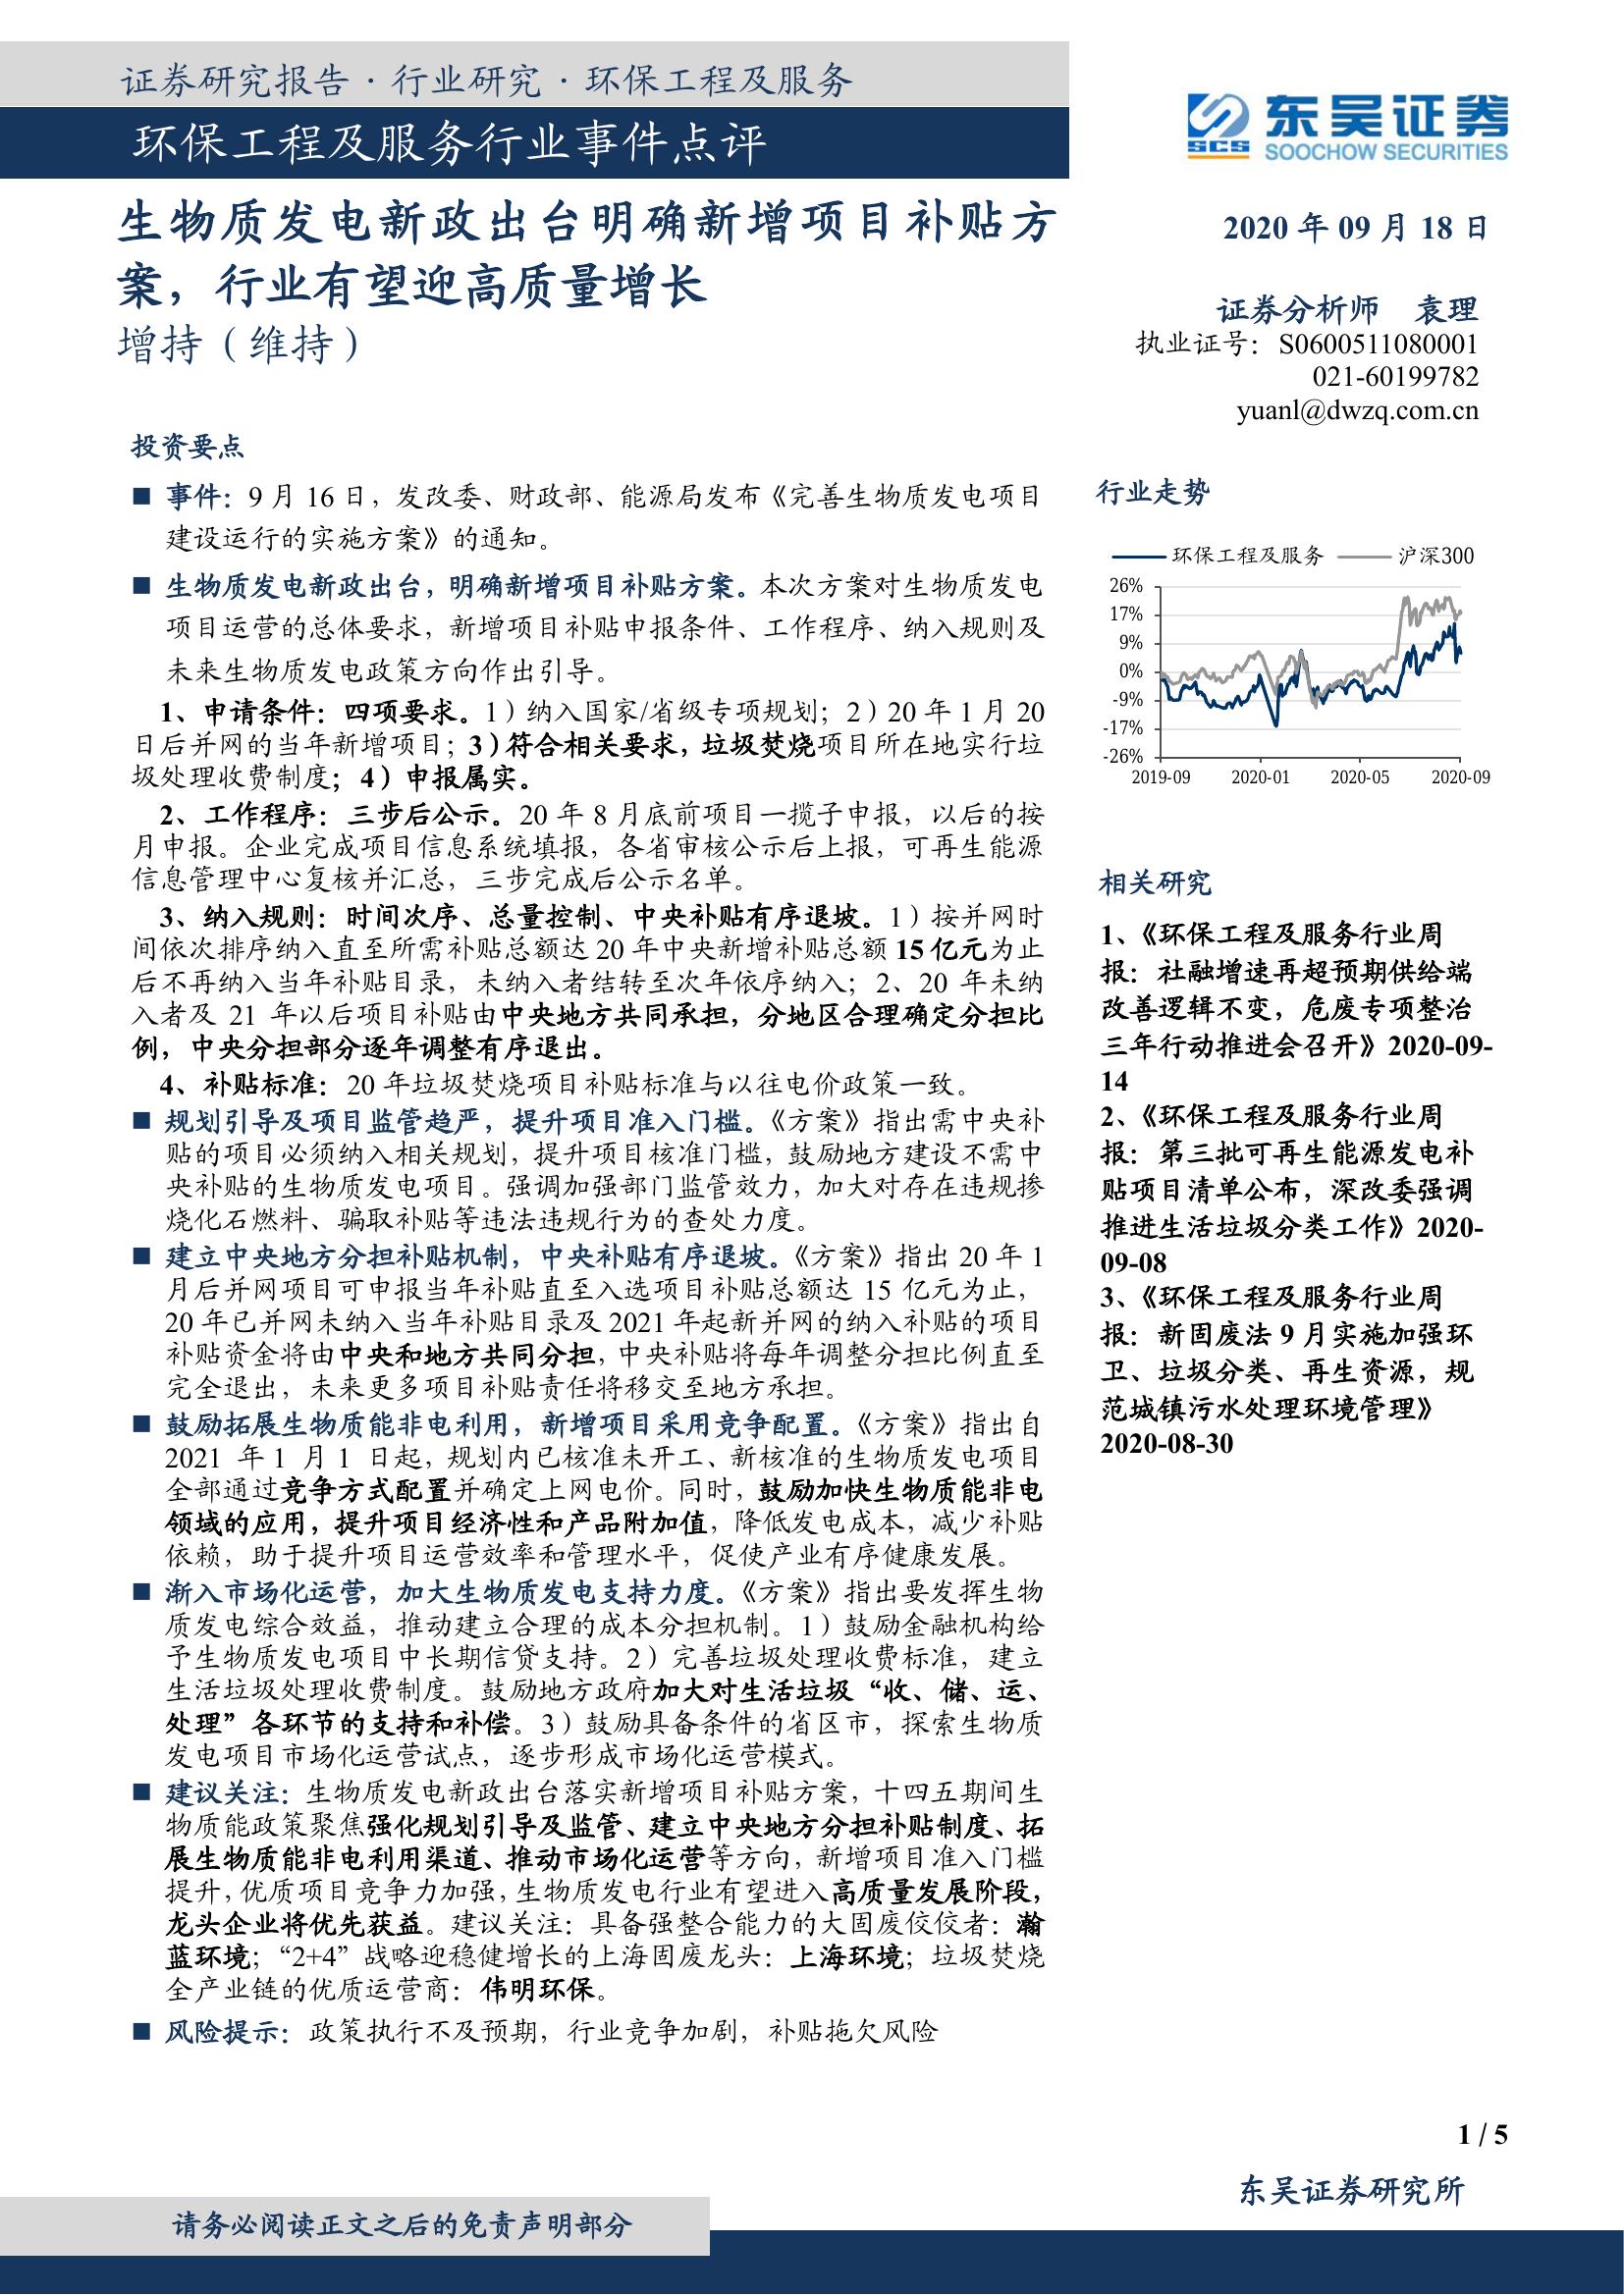 证券研究报告·行业研究·环保工程及服务
环保工程及服务行业事件点评
东吴证券
SCS
SOOCHOW SECURITIES
生物质发电新政出台明确新增项目补贴方
案，行业有望迎高质量增长
增持（维持）
2020 年 09 月 18 日
证券分析师 袁理
执业证号：S0600511080001
021-60199782
yuanl@dwzq.com.cn
投资要点
■ 事件：9 月 16 日，发改委、财政部、能源局发布《完善生物质发电项目
建设运行的实施方案》的通知。
■ 生物质发电新政出台，明确新增项目补贴方案。本次方案对生物质发电
项目运营的总体要求，新增项目补贴申报条件、工作程序、纳入规则及
未来生物质发电政策方向作出引导。
1、申请条件：四项要求。1）纳入国家/省级专项规划；2）20 年 1 月 20
日后并网的当年新增项目；3）符合相关要求，垃圾焚烧项目所在地实行垃
圾处理收费制度；4）申报属实。
2、工作程序：三步后公示。20 年 8 月底前项目一揽子申报，以后的按
月申报。企业完成项目信息系统填报，各省审核公示后上报，可再生能源
信息管理中心复核并汇总，三步完成后公示名单。
3、纳入规则：时间次序、总量控制、中央补贴有序退坡。1）按并网时
间依次排序纳入直至所需补贴总额达 20 年中央新增补贴总额 15 亿元为止
后不再纳入当年补贴目录，未纳入者结转至次年依序纳入；2、20 年未纳
入者及 21 年以后项目补贴由中央地方共同承担，分地区合理确定分担比
例，中央分担部分逐年调整有序退出。
4、补贴标准：20 年垃圾焚烧项目补贴标准与以往电价政策一致。
■ 规划引导及项目监管趋严，提升项目准入门槛。《方案》指出需中央补
贴的项目必须纳入相关规划，提升项目核准门槛，鼓励地方建设不需中
央补贴的生物质发电项目。强调加强部门监管效力，加大对存在违规掺
烧化石燃料、骗取补贴等违法违规行为的查处力度。
■ 建立中央地方分担补贴机制，中央补贴有序退坡。《方案》指出 20 年 1
月后并网项目可申报当年补贴直至入选项目补贴总额达 15 亿元为止，
20 年已并网未纳入当年补贴目录及 2021 年起新并网的纳入补贴的项目
补贴资金将由中央和地方共同分担，中央补贴将每年调整分担比例直至
完全退出，未来更多项目补贴责任将移交至地方承担。
■ 鼓励拓展生物质能非电利用，新增项目采用竞争配置。《方案》指出自
2021 年 1 月 1 日起，规划内已核准未开工、新核准的生物质发电项目
全部通过竞争方式配置并确定上网电价。同时，鼓励加快生物质能非电
领域的应用，提升项目经济性和产品附加值，降低发电成本，减少补贴
依赖，助于提升项目运营效率和管理水平，促使产业有序健康发展。
■ 渐入市场化运营，加大生物质发电支持力度。《方案》指出要发挥生物
质发电综合效益，推动建立合理的成本分担机制。1）鼓励金融机构给
予生物质发电项目中长期信贷支持。2）完善垃圾处理收费标准，建立
生活垃圾处理收费制度。鼓励地方政府加大对生活垃圾“收、储、运、
处理”各环节的支持和补偿。3）鼓励具备条件的省区市，探索生物质
发电项目市场化运营试点，逐步形成市场化运营模式。
■ 建议关注：生物质发电新政出台落实新增项目补贴方案，十四五期间生
物质能政策聚焦强化规划引导及监管、建立中央地方分担补贴制度、拓
展生物质能非电利用渠道、推动市场化运营等方向，新增项目准入门槛
提升，优质项目竞争力加强，生物质发电行业有望进入高质量发展阶段，
龙头企业将优先获益。建议关注：具备强整合能力的大固废佼佼者：瀚
蓝环境；“2+4”战略迎稳健增长的上海固废龙头：上海环境；垃圾焚烧
全产业链的优质运营商：伟明环保。
■ 风险提示：政策执行不及预期，行业竞争加剧，补贴拖欠风险
行业走势
环保工程及服务 沪深300
26%
17%
9%
0%
-9%
-17%
-26%
2019-09 2020-01 2020-05 2020-09
相关研究
1、《环保工程及服务行业周
报：社融增速再超预期供给端
改善逻辑不变，危废专项整治
三年行动推进会召开》2020-09-
14
2、《环保工程及服务行业周
报：第三批可再生能源发电补
贴项目清单公布，深改委强调
推进生活垃圾分类工作》2020-
09-08
3、《环保工程及服务行业周
报：新固废法 9 月实施加强环
卫、垃圾分类、再生资源，规
范城镇污水处理环境管理》
2020-08-30
1 / 5
东吴证券研究所
请务必阅读正文之后的免责声明部分